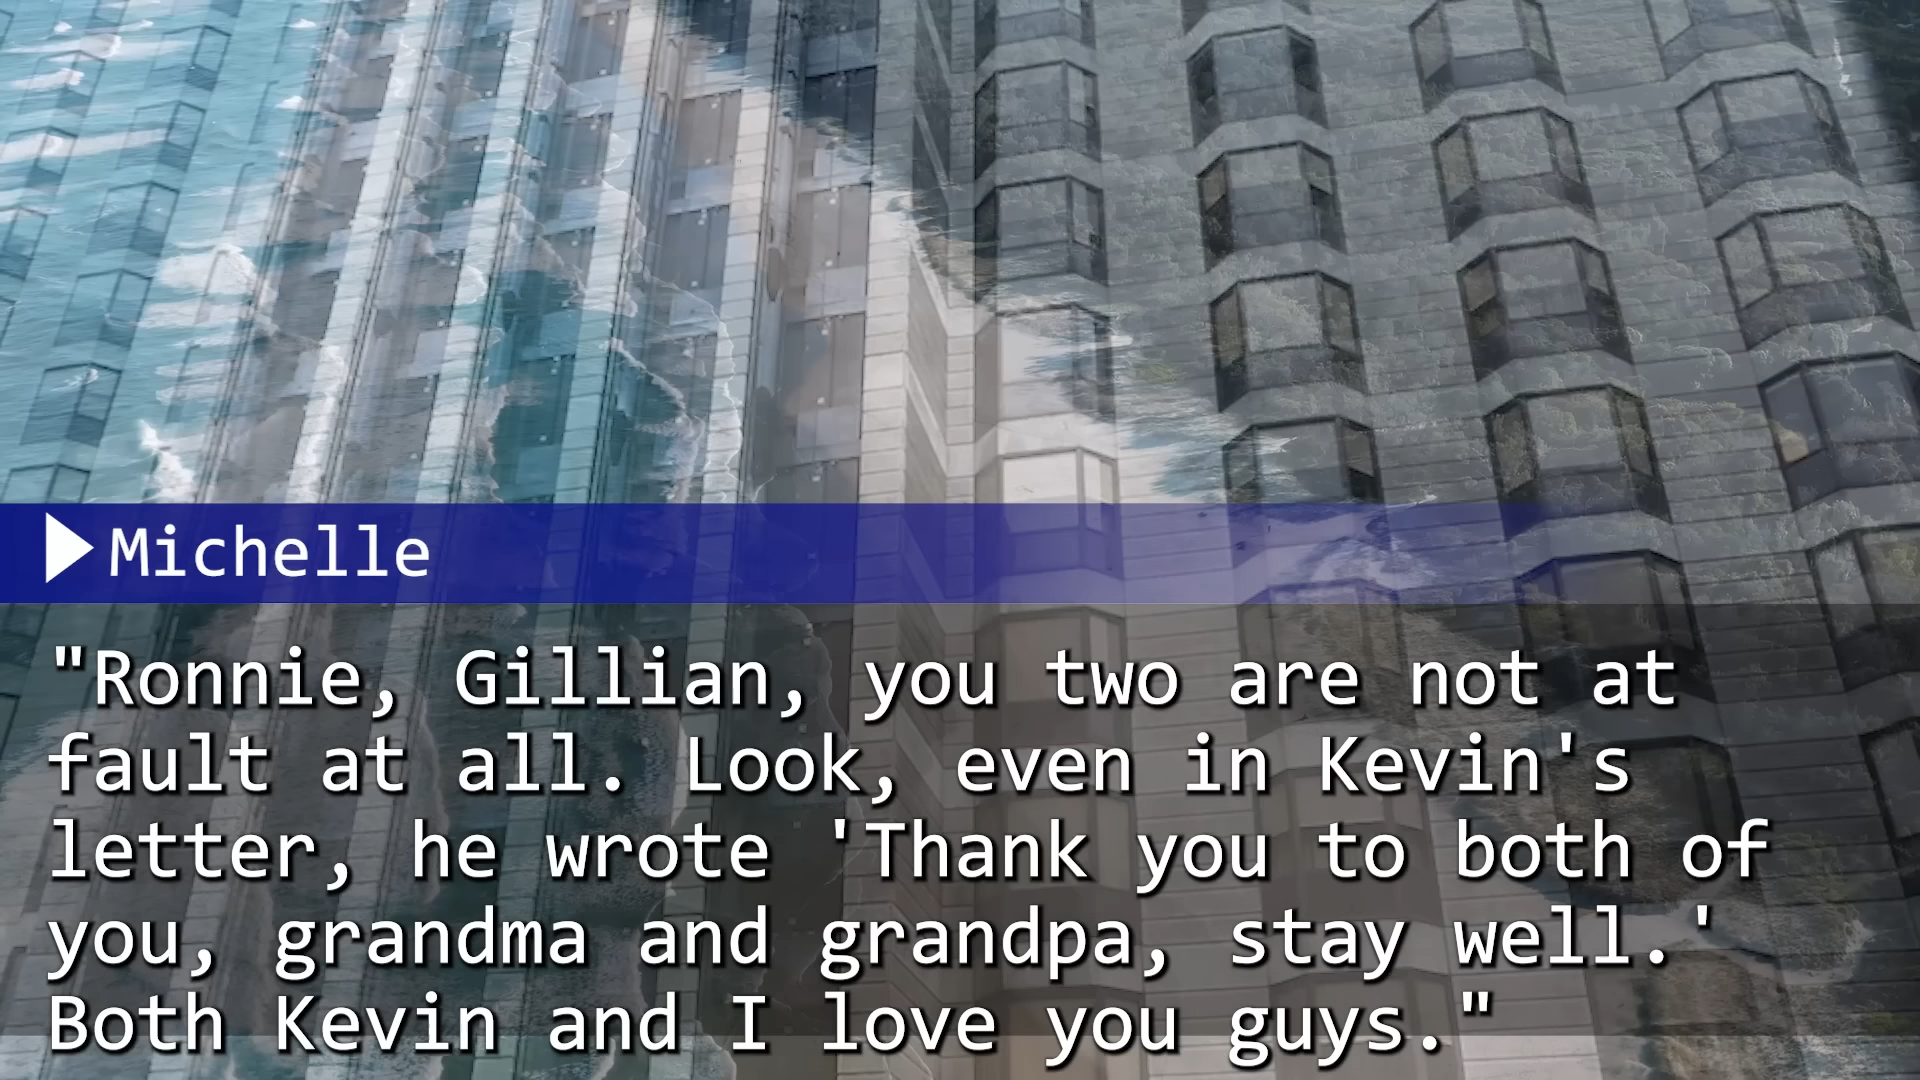 Michelle
"Ronnie, Gillian, you two are not at
fault at all. Look, even in Kevin's
letter, he wrote 'Thank you to both of
you, grandma and grandpa, stay well.'
Both Kevin and I love you guys."